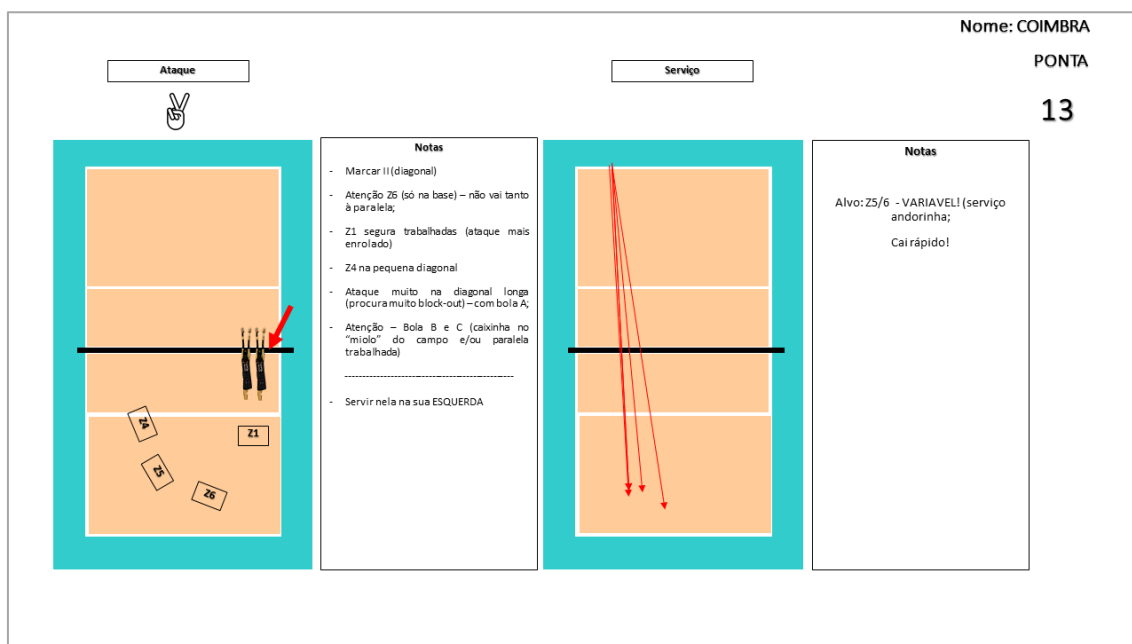 Nome: COIMBRA
PONTA
13
Ataque
Serviço
Notas
- Marcar II (diagonal)
- Atenção Z6 (só na base) – não vai tanto
à paralela;
- Z1 segura trabalhadas (ataque mais
enrolado)
- Z4 na pequena diagonal
- Ataque muito na diagonal longa
(procura muito block-out) – com bola A;
- Atenção – Bola B e C (caixinha no
"miolo" do campo e/ou paralela
trabalhada)
------------------------------------------------
- Servir nela na sua ESQUERDA
Z4
Z1
Z5
Z6
Notas
Alvo: Z5/6 - VARIAVEL! (serviço
andorinha;
Cai rápido!